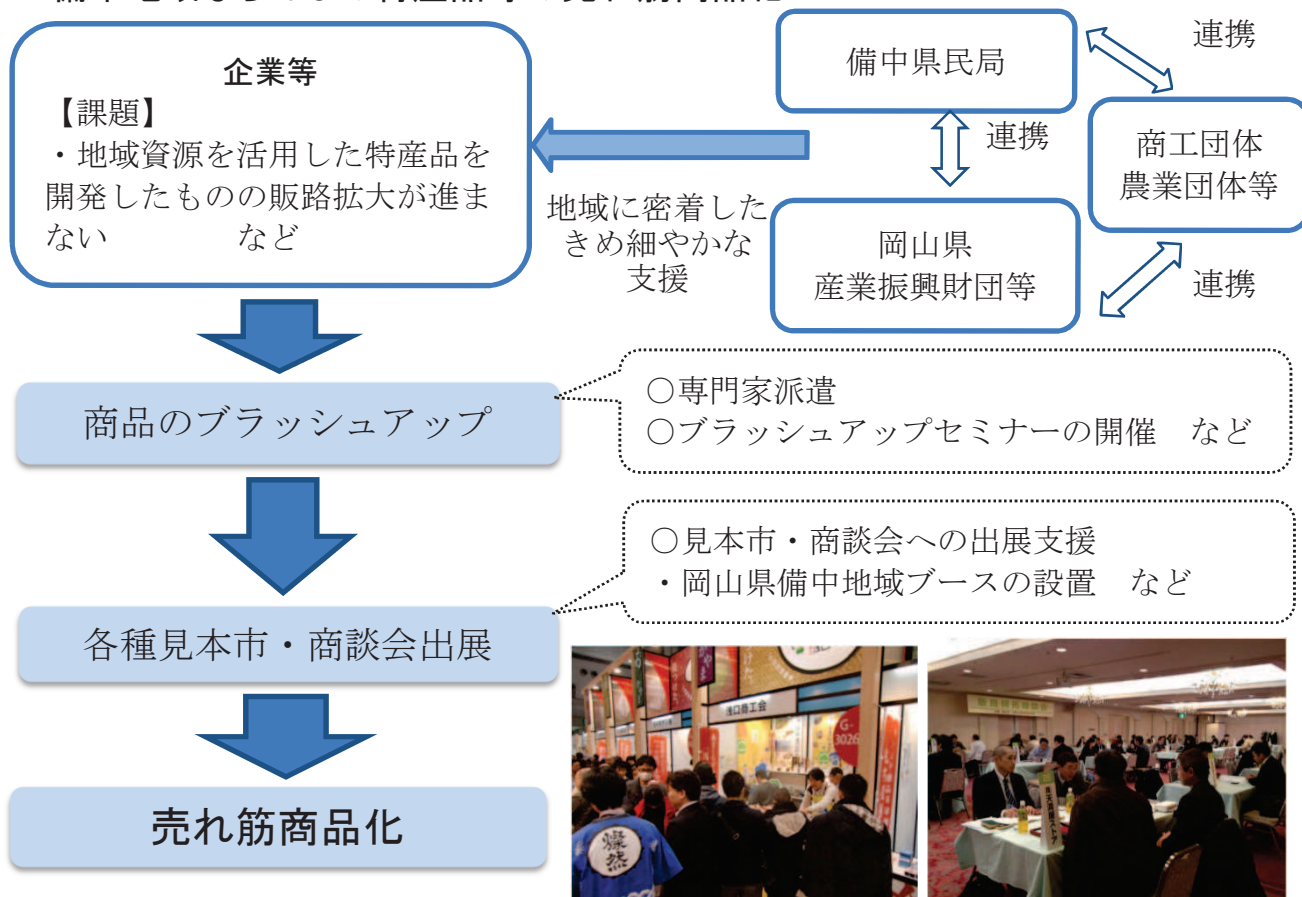 企業等
【課題】
・地域資源を活用した特産品を
開発したものの販路拡大が進ま
ない　　　など
備中県民局
連携
連携
商工団体
農業団体等
地域に密着した
きめ細やかな
支援
岡山県
産業振興財団等
連携
商品のブラッシュアップ
○専門家派遣
○ブラッシュアップセミナーの開催　など
○見本市・商談会への出展支援
・岡山県備中地域ブースの設置　など
各種見本市・商談会出展
売れ筋商品化
浅口商工会
G-
3026
燦然